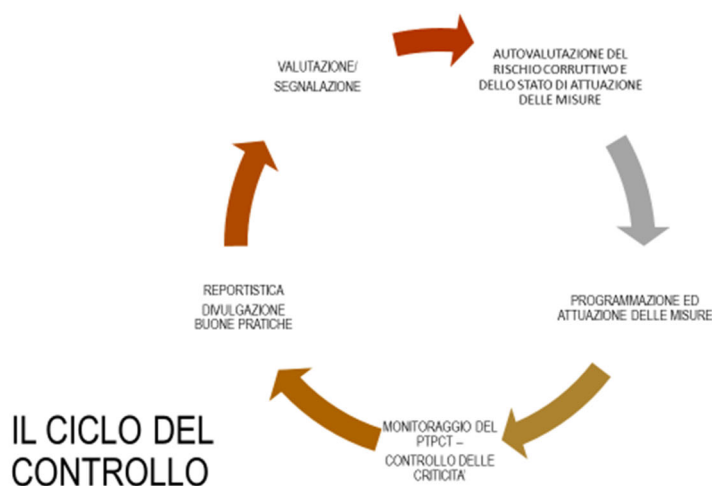 VALUTAZIONE/
SEGNALAZIONE
AUTOVALUTAZIONE DEL
RISCHIO CORRUTTIVO E
DELLO STATO DI ATTUAZIONE
DELLE MISURE
PROGRAMMAZIONE ED
ATTUAZIONE DELLE MISURE
MONITORAGGIO DEL
PTPCT –
CONTROLLO DELLE
CRITICITA'
REPORTISTICA
DIVULGAZIONE
BUONE PRATICHE
IL CICLO DEL
CONTROLLO